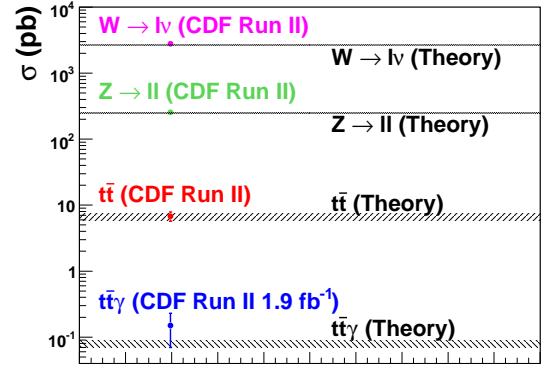 10⁴
W → lν (CDF Run II)
σ (pb)
W → lν (Theory)
10³
Z → ll (CDF Run II)
Z → ll (Theory)
10²
tt̄ (CDF Run II)
tt̄ (Theory)
10
1
tt̄γ (CDF Run II 1.9 fb⁻¹)
tt̄γ (Theory)
10⁻¹